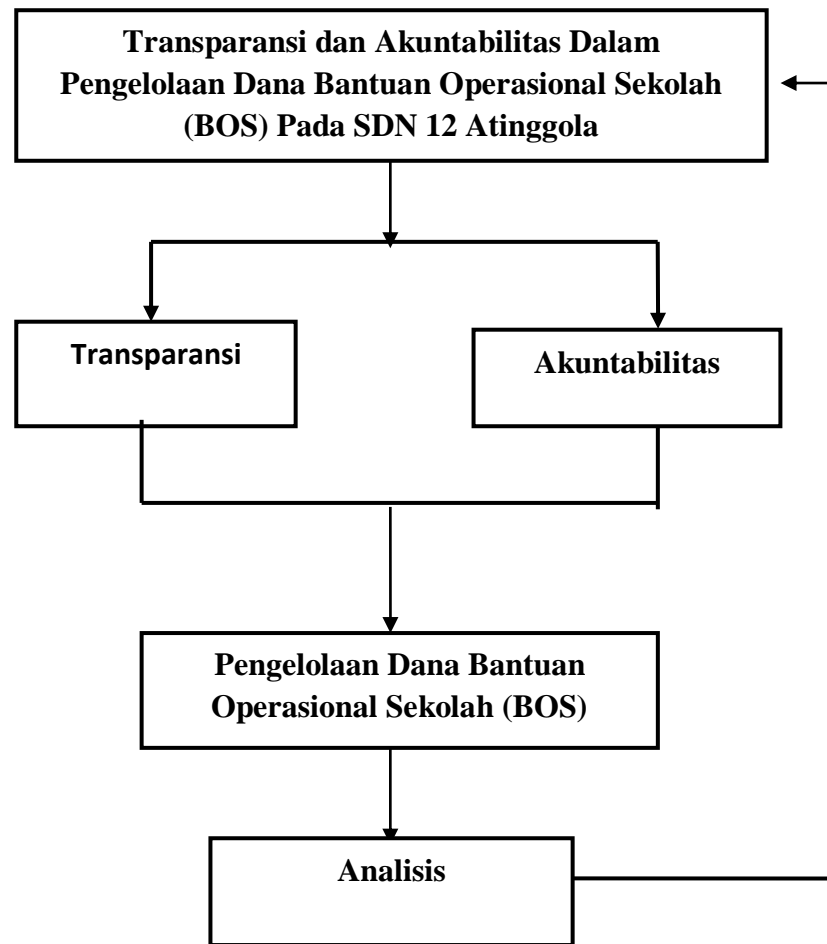 Transparansi dan Akuntabilitas Dalam
Pengelolaan Dana Bantuan Operasional Sekolah
(BOS) Pada SDN 12 Atinggola
Transparansi
Akuntabilitas
Pengelolaan Dana Bantuan
Operasional Sekolah (BOS)
Analisis